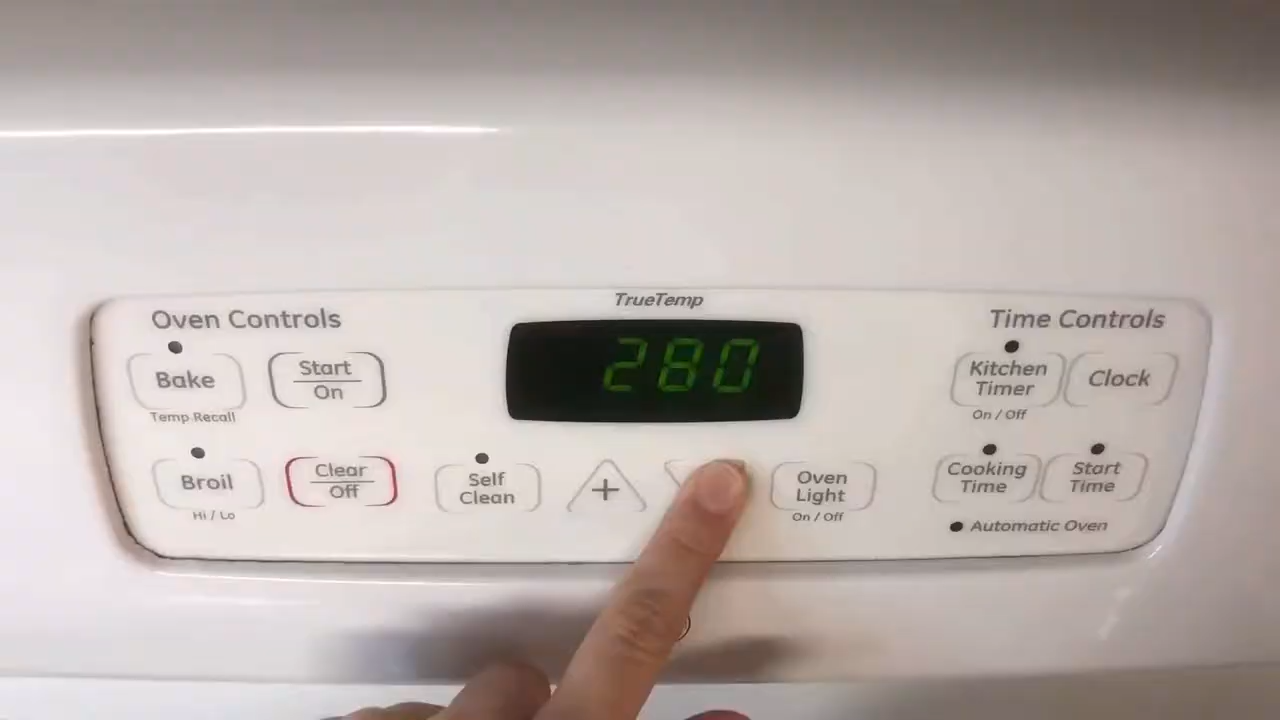 TrueTemp
Oven Controls
Time Controls
280
Bake
Start
On
Kitchen
Timer
Clock
Temp Recall
On / Off
Broil
Clear
Off
Self
Clean
+
Oven
Light
Cooking
Time
Start
Time
Hi / Lo
On / Off
Automatic Oven